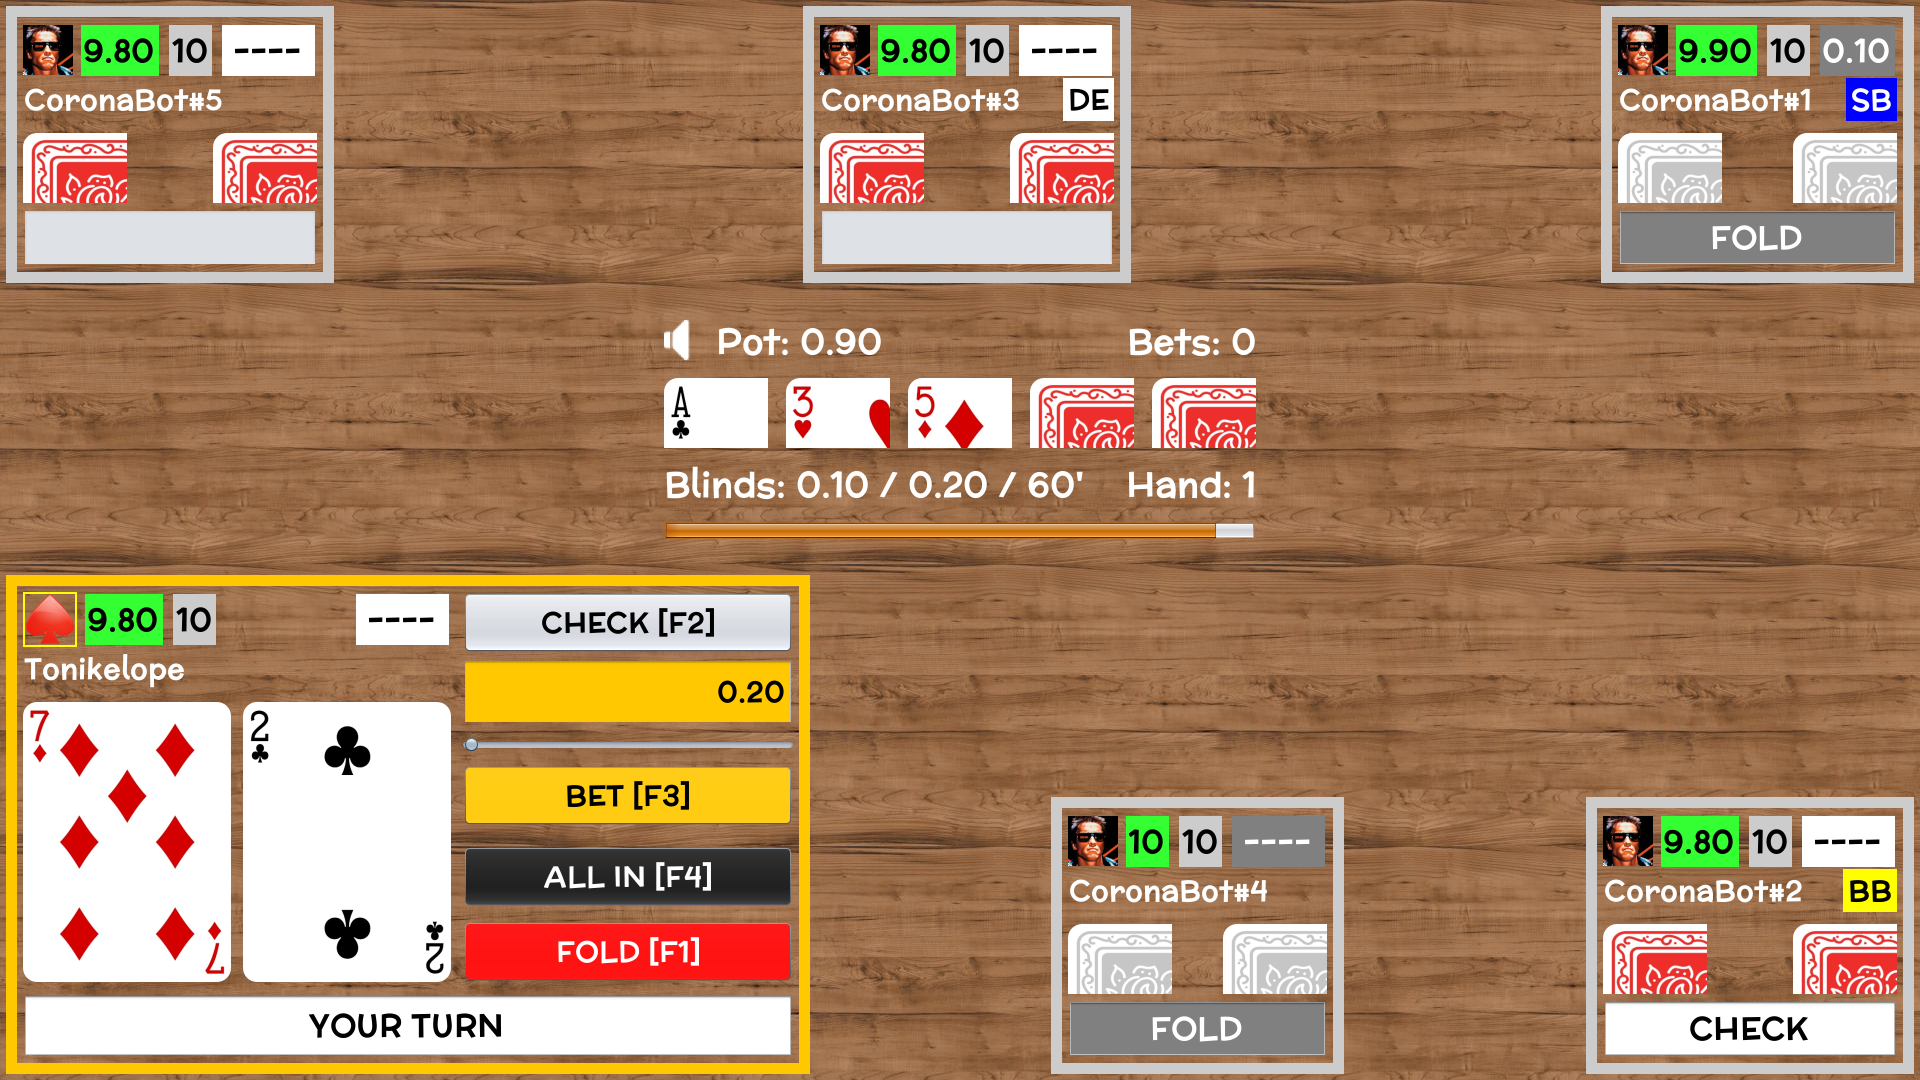 9.80 10 ----
CoronaBot#5
9.80 10 ----
CoronaBot#3 DE
9.90 10 0.10
CoronaBot#1 SB
FOLD
Pot: 0.90 Bets: 0
A 3 5
Blinds: 0.10 / 0.20 / 60' Hand: 1
9.80 10 ----
Tonikelope
7 2
7 2
CHECK [F2]
0.20
BET [F3]
ALL IN [F4]
FOLD [F1]
YOUR TURN
10 10 ----
CoronaBot#4
FOLD
9.80 10 ----
CoronaBot#2 BB
CHECK